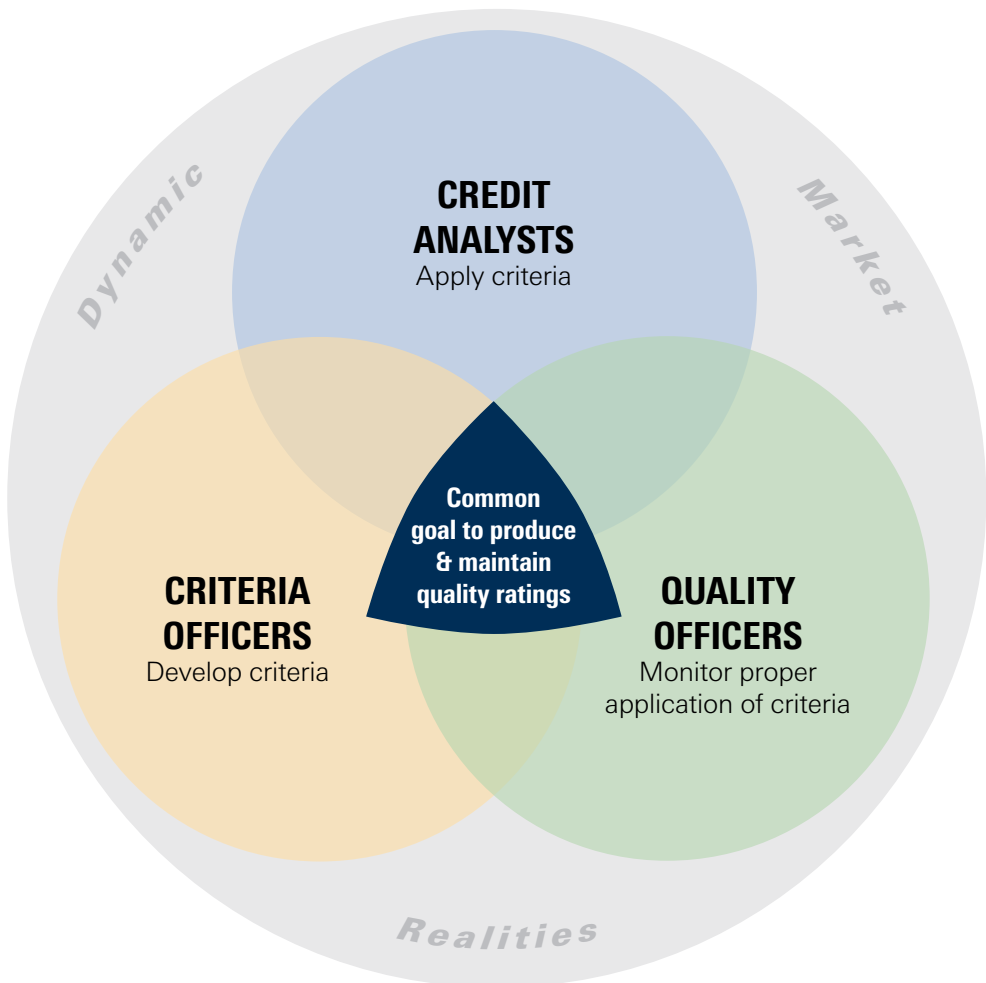 Dynamic
Market
CREDIT
ANALYSTS
Apply criteria
Common
goal to produce
& maintain
quality ratings
CRITERIA
OFFICERS
Develop criteria
QUALITY
OFFICERS
Monitor proper
application of criteria
Realities